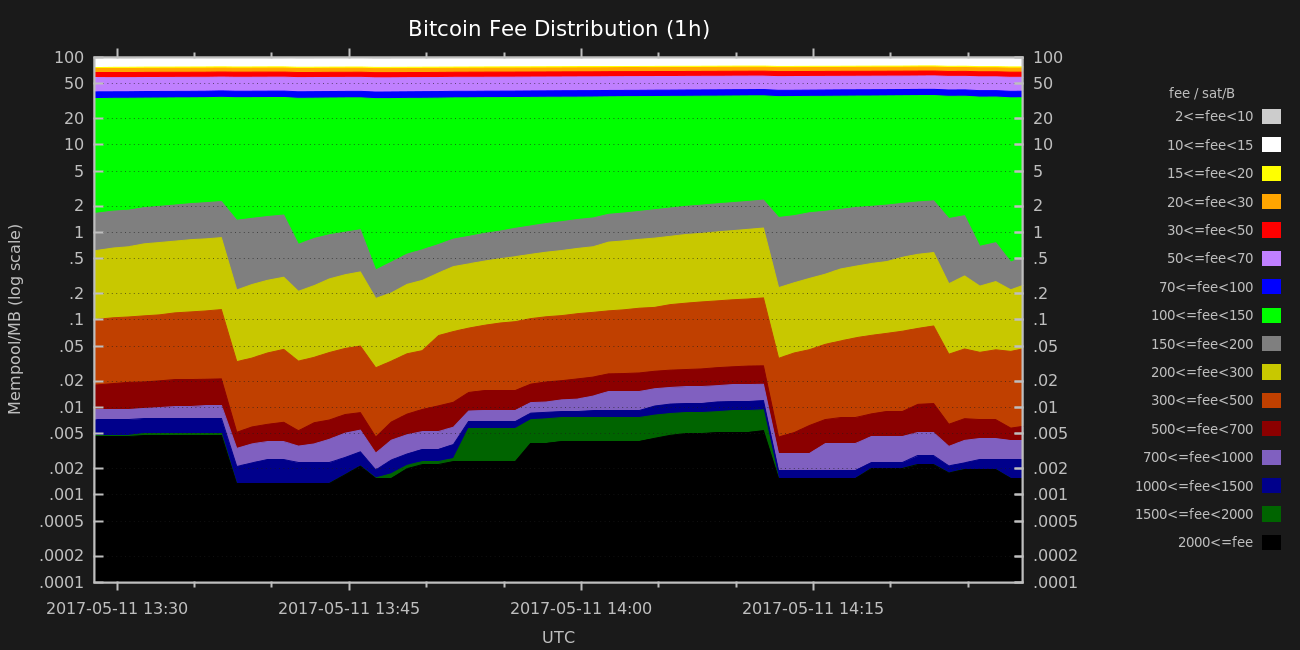 Bitcoin Fee Distribution (1h)
Mempool/MB (log scale)
100
50
20
10
5
2
1
.5
.2
.1
.05
.02
.01
.005
.002
.001
.0005
.0002
.0001
100
50
20
10
5
2
1
.5
.2
.1
.05
.02
.01
.005
.002
.001
.0005
.0002
.0001
2017-05-11 13:30
2017-05-11 13:45
2017-05-11 14:00
2017-05-11 14:15
UTC
fee / sat/B
2<=fee<10
10<=fee<15
15<=fee<20
20<=fee<30
30<=fee<50
50<=fee<70
70<=fee<100
100<=fee<150
150<=fee<200
200<=fee<300
300<=fee<500
500<=fee<700
700<=fee<1000
1000<=fee<1500
1500<=fee<2000
2000<=fee